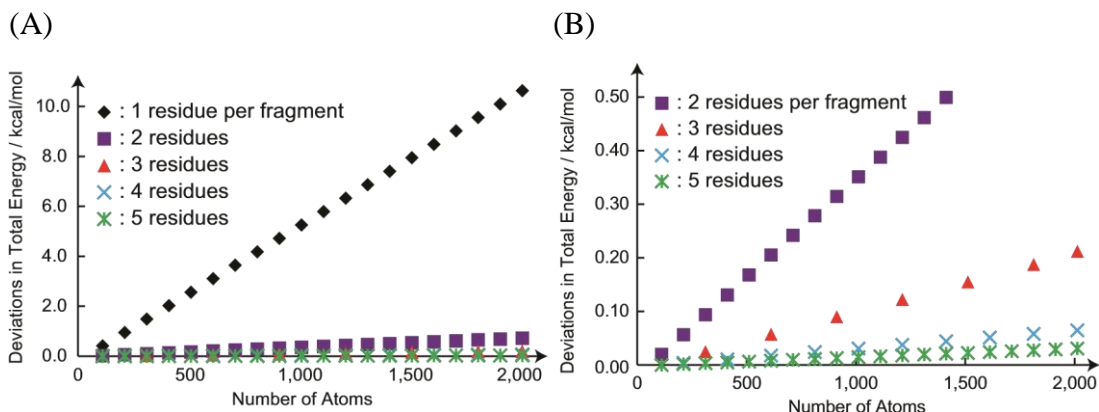 (A)
Deviations in Total Energy / kcal/mol
10.0
8.0
6.0
4.0
2.0
0.0
: 1 residue per fragment
: 2 residues
: 3 residues
: 4 residues
: 5 residues
0
500
1,000
1,500
2,000
Number of Atoms
(B)
Deviations in Total Energy / kcal/mol
0.50
0.40
0.30
0.20
0.10
0.00
: 2 residues per fragment
: 3 residues
: 4 residues
: 5 residues
0
500
1,000
1,500
2,000
Number of Atoms